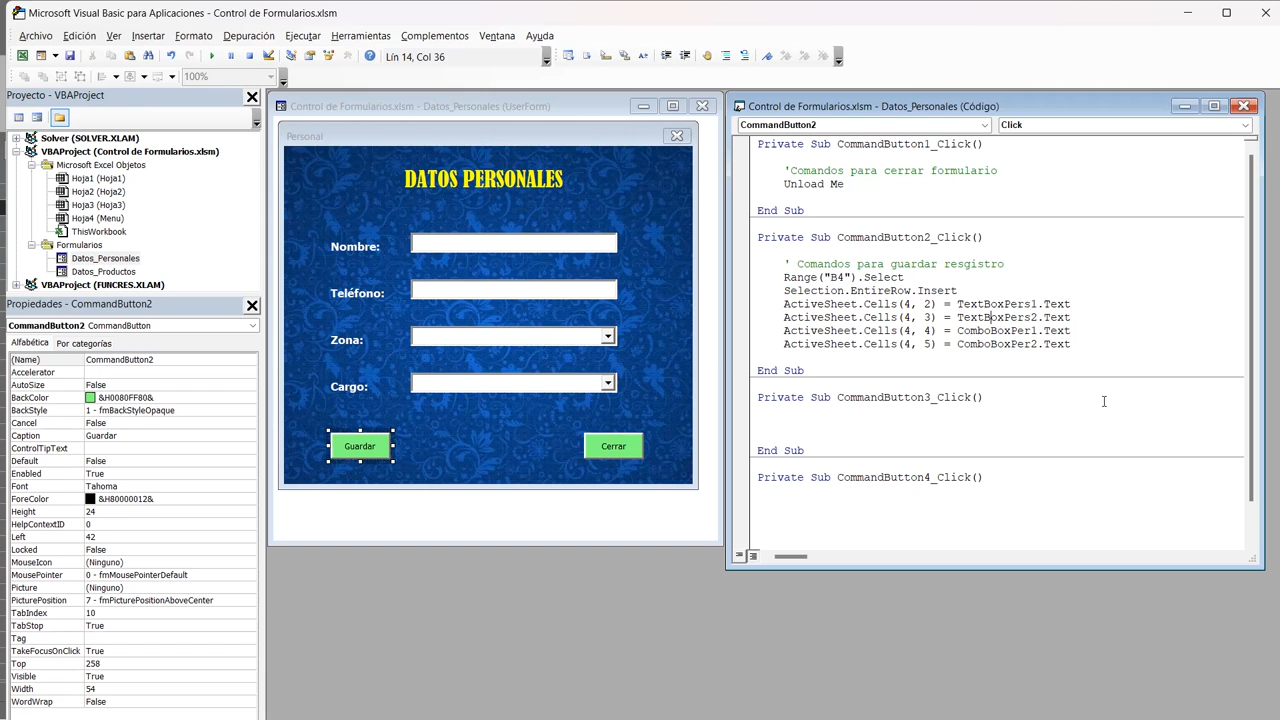 Microsoft Visual Basic para Aplicaciones - Control de Formularios.xlsm
Archivo Edición Ver Insertar Formato Depuración Ejecutar Herramientas Complementos Ventana Ayuda
Lín 14, Col 36
100%
Proyecto - VBAProject
Solver (SOLVER.XLAM)
VBAProject (Control de Formularios.xlsm)
Microsoft Excel Objetos
Hoja1 (Hoja1)
Hoja2 (Hoja2)
Hoja3 (Hoja3)
Hoja4 (Menu)
ThisWorkbook
Formularios
Datos_Personales
Datos_Productos
VBAProject (FUNCRES.XLAM)
Propiedades - CommandButton2
CommandButton2 CommandButton
Alfabética Por categorías
(Name) CommandButton2
Accelerator
AutoSize False
BackColor &H0080FF80&
BackStyle 1 - fmBackStyleOpaque
Cancel False
Caption Guardar
ControlTipText
Default False
Enabled True
Font Tahoma
ForeColor &H80000012&
Height 24
HelpContextID 0
Left 42
Locked False
MouseIcon (Ninguno)
MousePointer 0 - fmMousePointerDefault
Picture (Ninguno)
PicturePosition 7 - fmPicturePositionAboveCenter
TabIndex 10
TabStop True
Tag
TakeFocusOnClick True
Top 258
Visible True
Width 54
WordWrap False
Control de Formularios.xlsm - Datos_Personales (UserForm)
Personal
DATOS PERSONALES
Nombre:
Teléfono:
Zona:
Cargo:
Guardar Cerrar
Control de Formularios.xlsm - Datos_Personales (Código)
CommandButton2 Click
Private Sub CommandButton1_Click()
'Comandos para cerrar formulario
Unload Me
End Sub
Private Sub CommandButton2_Click()
' Comandos para guardar resgistro
Range("B4").Select
Selection.EntireRow.Insert
ActiveSheet.Cells(4, 2) = TextBoxPers1.Text
ActiveSheet.Cells(4, 3) = TextBoxPers2.Text
ActiveSheet.Cells(4, 4) = ComboBoxPer1.Text
ActiveSheet.Cells(4, 5) = ComboBoxPer2.Text
End Sub
Private Sub CommandButton3_Click()
End Sub
Private Sub CommandButton4_Click()